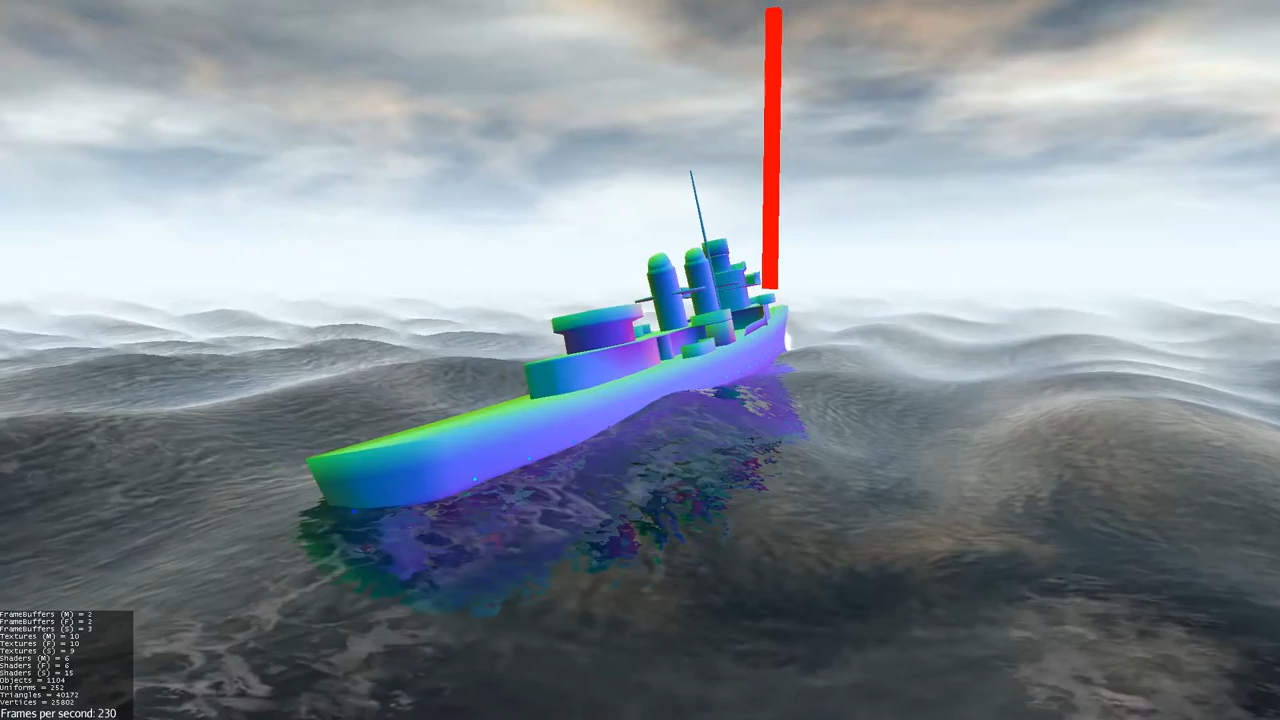 FrameBuffers (M) = 2
FrameBuffers (F) = 2
FrameBuffers (S) = 3
Textures (M) = 10
Textures (F) = 10
Textures (S) = 9
Shaders (M) = 6
Shaders (F) = 6
Shaders (S) = 15
Objects = 1104
Uniforms = 252
Triangles = 40172
Vertices = 25802
Frames per second: 230